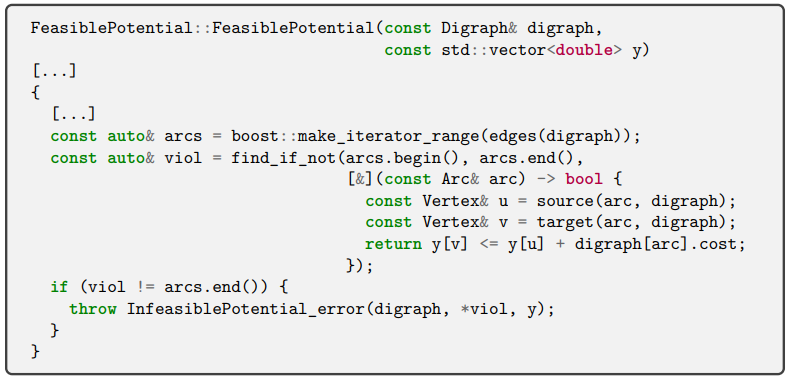 FeasiblePotential::FeasiblePotential(const Digraph& digraph,
                                     const std::vector<double> y)
[...]
{
  [...]
  const auto& arcs = boost::make_iterator_range(edges(digraph));
  const auto& viol = find_if_not(arcs.begin(), arcs.end(),
                                 [&](const Arc& arc) -> bool {
                                   const Vertex& u = source(arc, digraph);
                                   const Vertex& v = target(arc, digraph);
                                   return y[v] <= y[u] + digraph[arc].cost;
                                 });
  if (viol != arcs.end()) {
    throw InfeasiblePotential_error(digraph, *viol, y);
  }
}